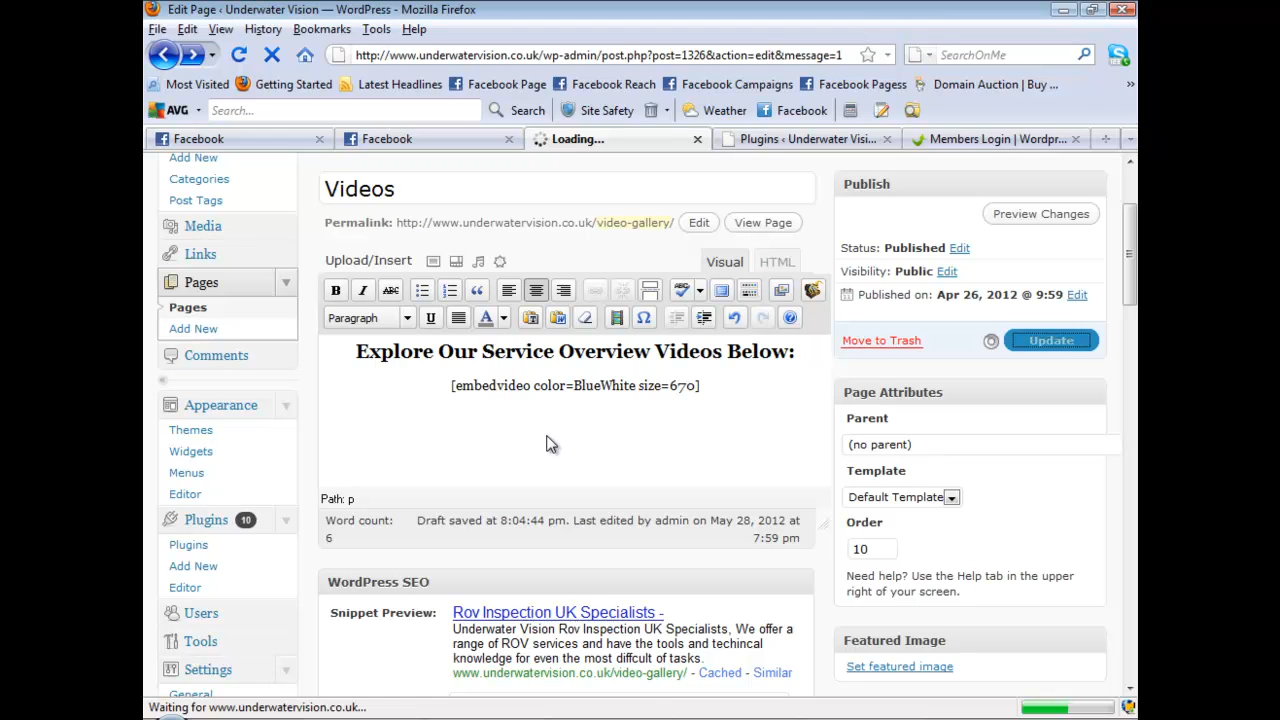 Edit Page ‹ Underwater Vision — WordPress - Mozilla Firefox
File Edit View History Bookmarks Tools Help
http://www.underwatervision.co.uk/wp-admin/post.php?post=1326&action=edit&message=1 SearchOnMe
Most Visited Getting Started Latest Headlines Facebook Page Facebook Reach Facebook Campaigns Facebook Pagess Domain Auction | Buy ... »
AVG Search... Search Site Safety Weather Facebook
Facebook Facebook Loading... Plugins ‹ Underwater Visi... Members Login | Wordpr...
Add New
Categories
Post Tags
Media
Links
Pages
Pages
Add New
Comments
Appearance
Themes
Widgets
Menus
Editor
Plugins 10
Plugins
Add New
Editor
Users
Tools
Settings
General
Videos
Permalink: http://www.underwatervision.co.uk/video-gallery/ Edit View Page
Upload/Insert Visual HTML
B I ABC ABC
Paragraph U A
Explore Our Service Overview Videos Below:
[embedvideo color=BlueWhite size=670]
Path: p
Word count: 6
Draft saved at 8:04:44 pm. Last edited by admin on May 28, 2012 at
7:59 pm
WordPress SEO
Snippet Preview: Rov Inspection UK Specialists -
Underwater Vision Rov Inspection UK Specialists, We offer a
range of ROV services and have the tools and techincal
knowledge for even the most diffcult of tasks.
www.underwatervision.co.uk/video-gallery/ - Cached - Similar
Publish
Preview Changes
Status: Published Edit
Visibility: Public Edit
Published on: Apr 26, 2012 @ 9:59 Edit
Move to Trash Update
Page Attributes
Parent
(no parent)
Template
Default Template
Order
10
Need help? Use the Help tab in the upper
right of your screen.
Featured Image
Set featured image
Waiting for www.underwatervision.co.uk...